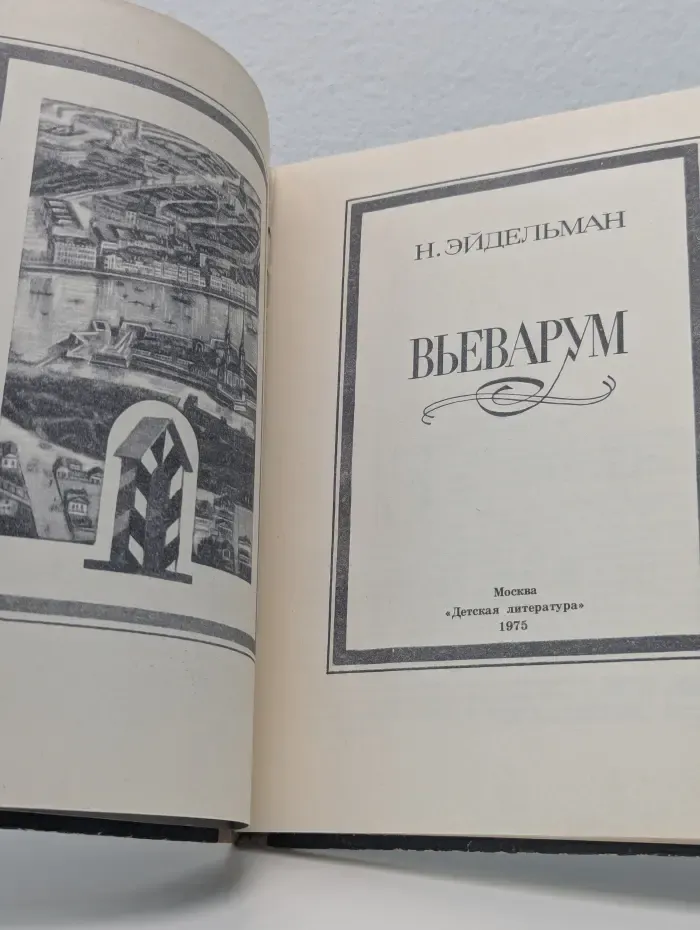 Н. ЭЙДЕЛЬМАН
ВЬЕВАРУМ
Москва
«Детская литература»
1975